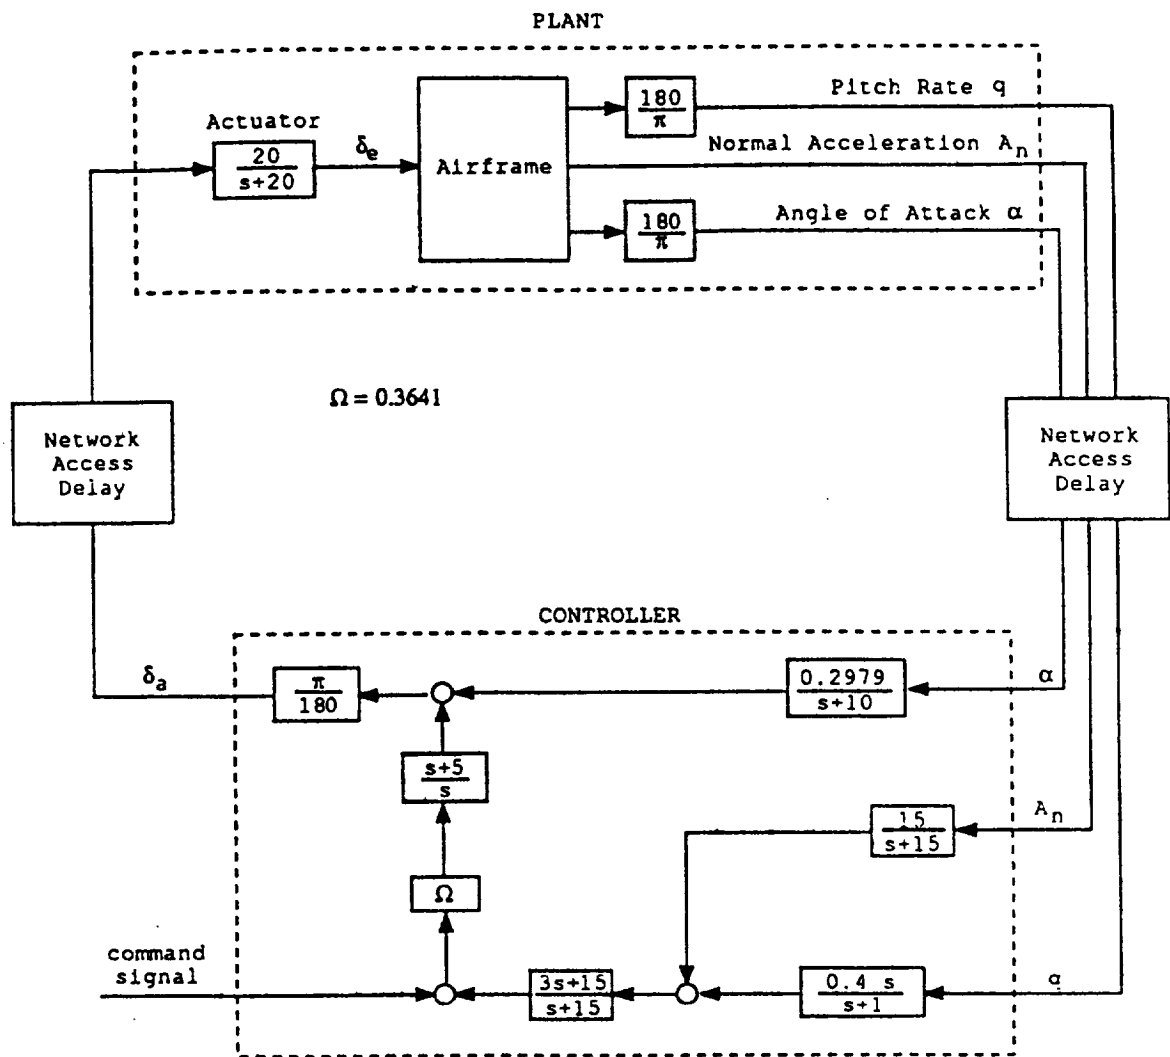 PLANT
Actuator
20
s+20
δe
Airframe
180
π
Pitch Rate q
Normal Acceleration An
180
π
Angle of Attack α
Ω = 0.3641
Network
Access
Delay
Network
Access
Delay
CONTROLLER
δa
π
180
0.2979
s+10
α
s+5
s
15
s+15
An
Ω
command
signal
3s+15
s+15
0.4 s
s+1